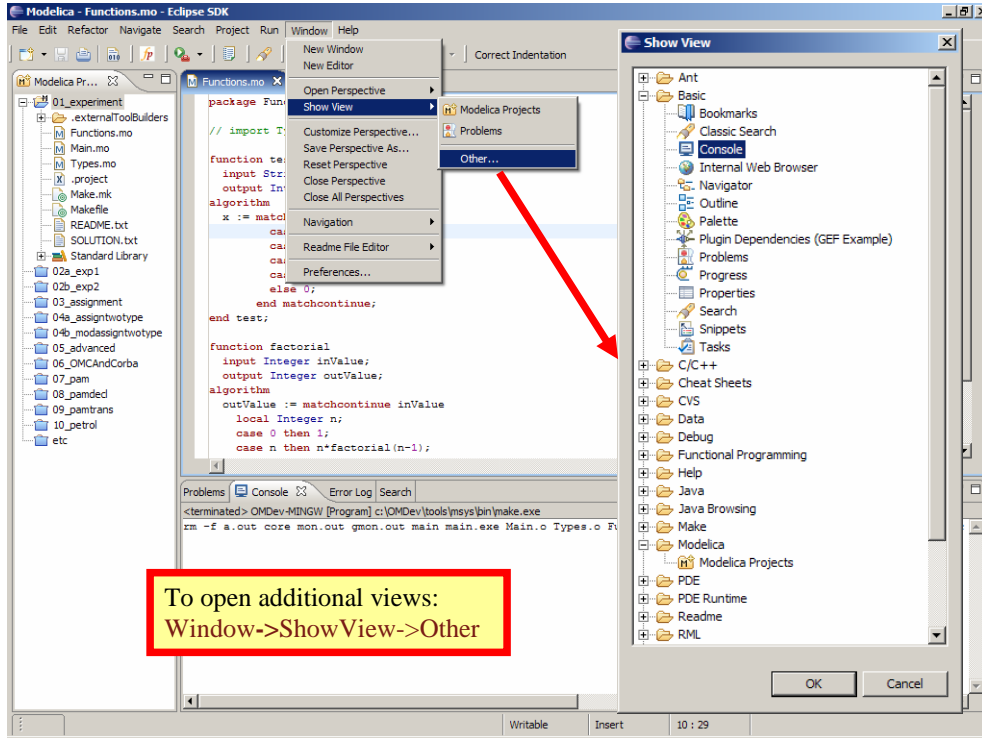 Modelica - Functions.mo - Eclipse SDK
File Edit Refactor Navigate Search Project Run Window Help
Correct Indentation
Modelica Pr...
01_experiment
.externalToolBuilders
Functions.mo
Main.mo
Types.mo
.project
Make.mk
Makefile
README.txt
SOLUTION.txt
Standard Library
02a_exp1
02b_exp2
03_assignment
04a_assigntwotype
04b_modassigntwotype
05_advanced
06_OMCAndCorba
07_pam
08_pamdecl
09_pamtrans
10_petrol
etc
Functions.mo
package Fun
// import T
function te
input Stri
output In
algorithm
x := matc
ca
ca
ca
ca
else 0;
end matchcontinue;
end test;
function factorial
input Integer inValue;
output Integer outValue;
algorithm
outValue := matchcontinue inValue
local Integer n;
case 0 then 1;
case n then n*factorial(n-1);
New Window
New Editor
Open Perspective
Show View
Customize Perspective...
Save Perspective As...
Reset Perspective
Close Perspective
Close All Perspectives
Navigation
Readme File Editor
Preferences...
Modelica Projects
Problems
Other...
Problems Console Error Log Search
<terminated> OMDev-MINGW [Program] c:\OMDev\tools\msys\bin\make.exe
rm -f a.out core mon.out gmon.out main main.exe Main.o Types.o Fu
To open additional views:
Window->ShowView->Other
Show View
Ant
Basic
Bookmarks
Classic Search
Console
Internal Web Browser
Navigator
Outline
Palette
Plugin Dependencies (GEF Example)
Problems
Progress
Properties
Search
Snippets
Tasks
C/C++
Cheat Sheets
CVS
Data
Debug
Functional Programming
Help
Java
Java Browsing
Make
Modelica
Modelica Projects
PDE
PDE Runtime
Readme
RML
OK Cancel
Writable Insert 10 : 29